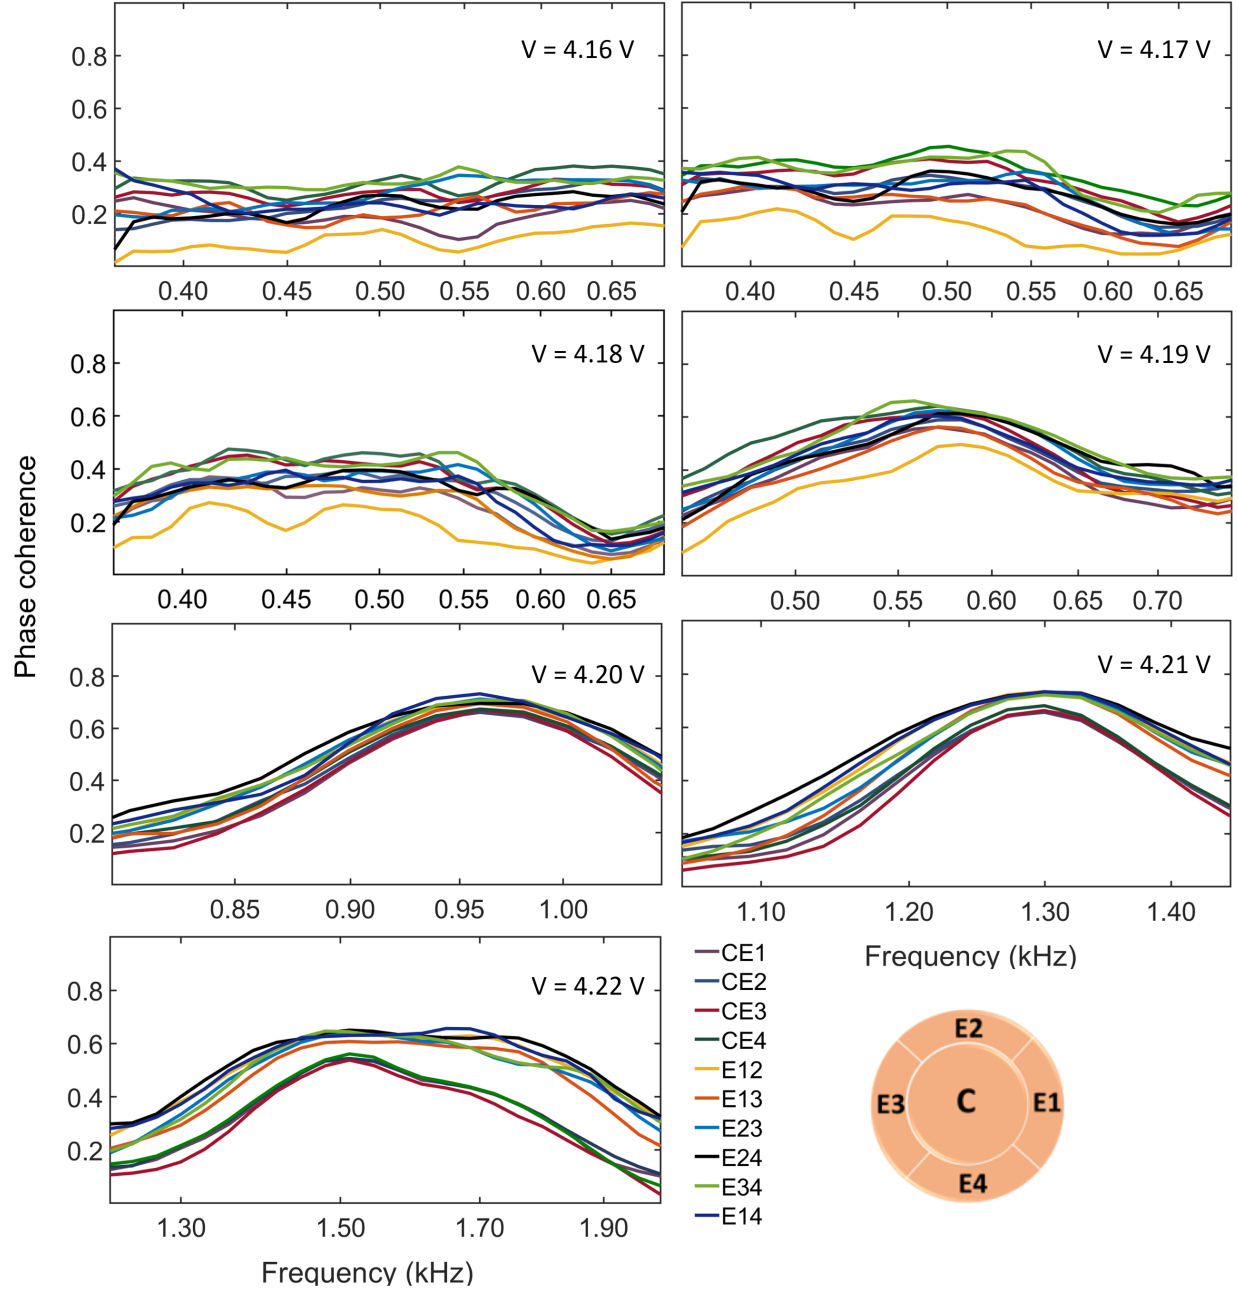 V = 4.16 V
0.8
0.6
0.4
0.2
0.40 0.45 0.50 0.55 0.60 0.65
V = 4.17 V
0.40 0.45 0.50 0.55 0.60 0.65
V = 4.18 V
0.8
0.6
0.4
0.2
0.40 0.45 0.50 0.55 0.60 0.65
V = 4.19 V
0.50 0.55 0.60 0.65 0.70
Phase coherence
V = 4.20 V
0.8
0.6
0.4
0.2
0.85 0.90 0.95 1.00
V = 4.21 V
1.10 1.20 1.30 1.40
Frequency (kHz)
V = 4.22 V
0.8
0.6
0.4
0.2
1.30 1.50 1.70 1.90
Frequency (kHz)
CE1
CE2
CE3
CE4
E12
E13
E23
E24
E34
E14
E2
E3 C E1
E4